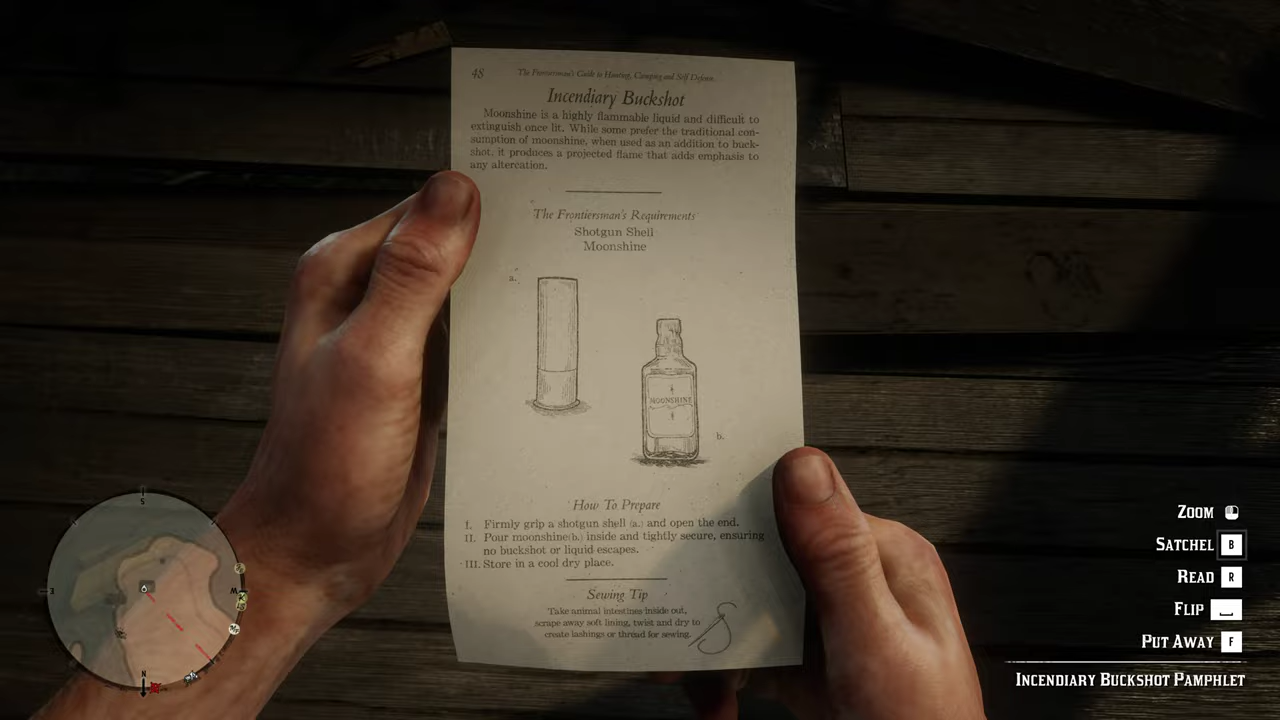 48 The Frontiersman's Guide to Hunting, Camping and Self Defense.
Incendiary Buckshot
Moonshine is a highly flammable liquid and difficult to
extinguish once lit. While some prefer the traditional con-
sumption of moonshine, when used as an addition to buck-
shot, it produces a projected flame that adds emphasis to
any altercation.
The Frontiersman's Requirements
Shotgun Shell
Moonshine
a.
MOONSHINE
b.
How To Prepare
I. Firmly grip a shotgun shell (a.) and open the end.
II. Pour moonshine(b.) inside and tightly secure, ensuring
no buckshot or liquid escapes.
III. Store in a cool dry place.
Sewing Tip
Take animal intestines inside out,
scrape away soft lining, twist and dry to
create lashings or thread for sewing.
S
E
W
N
ZOOM
SATCHEL B
READ R
FLIP
PUT AWAY F
INCENDIARY BUCKSHOT PAMPHLET